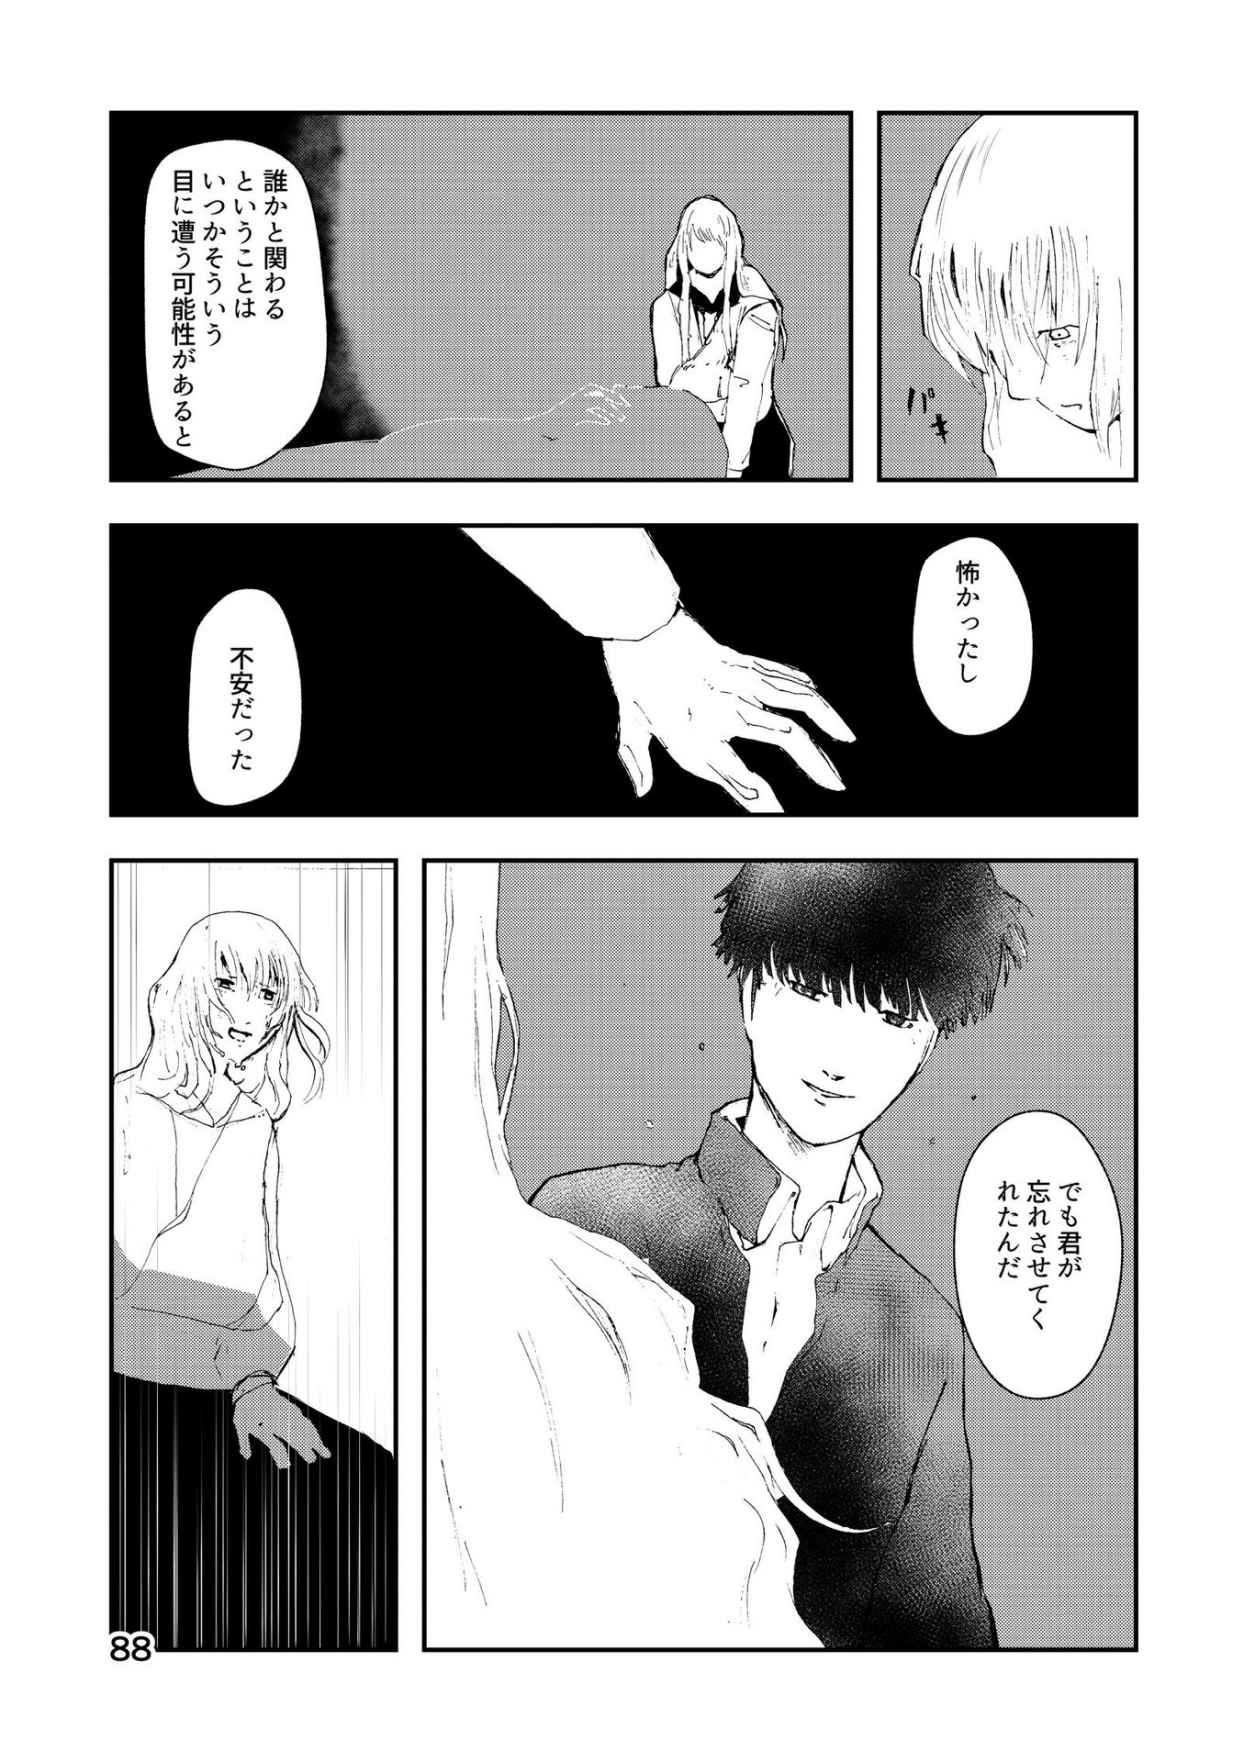 バキ
誰かと関わる
ということは
いつかそういう
目に遭う可能性があると
怖かったし
不安だった
でも君が
忘れさせてく
れたんだ
88